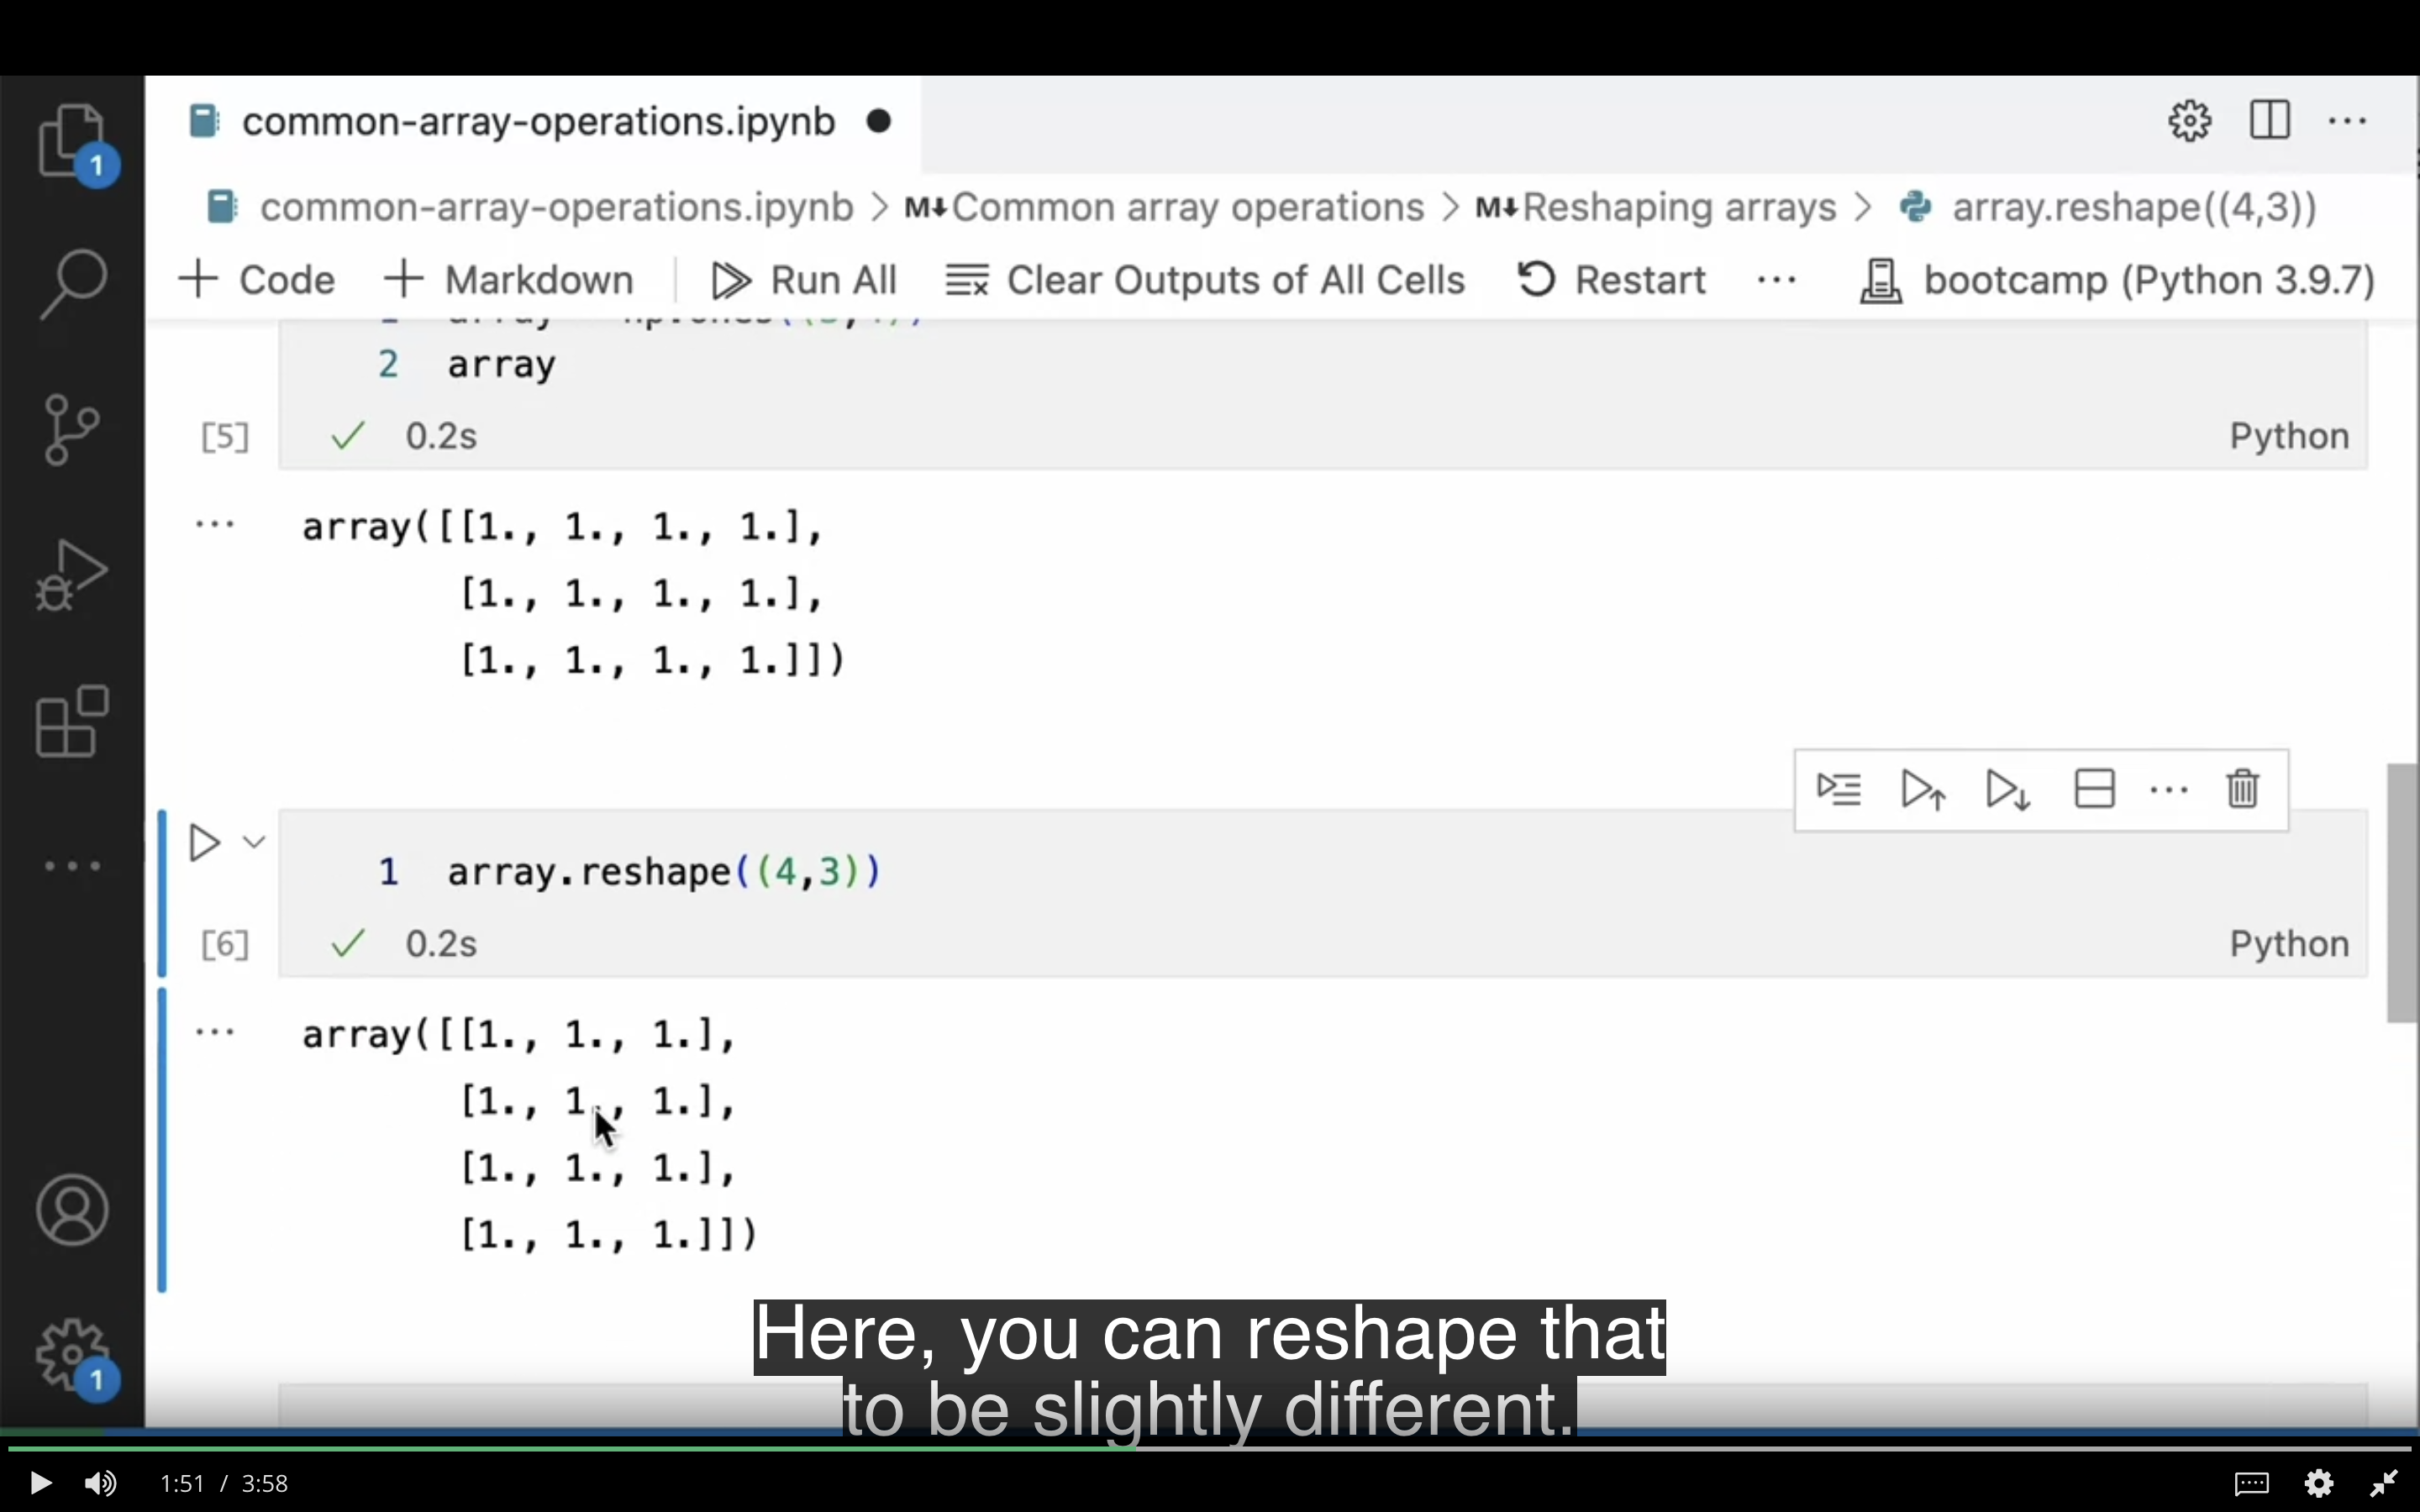 common-array-operations.ipynb
common-array-operations.ipynb > M↓Common array operations > M↓Reshaping arrays > array.reshape((4,3))
+ Code + Markdown Run All Clear Outputs of All Cells Restart ... bootcamp (Python 3.9.7)
1
2 array
[5] ✓ 0.2s Python
... array([[1., 1., 1., 1.],
[1., 1., 1., 1.],
[1., 1., 1., 1.]])
1 array.reshape((4,3))
[6] ✓ 0.2s Python
... array([[1., 1., 1.],
[1., 1., 1.],
[1., 1., 1.],
[1., 1., 1.]])
1
Here, you can reshape that
to be slightly different.
1:51 / 3:58